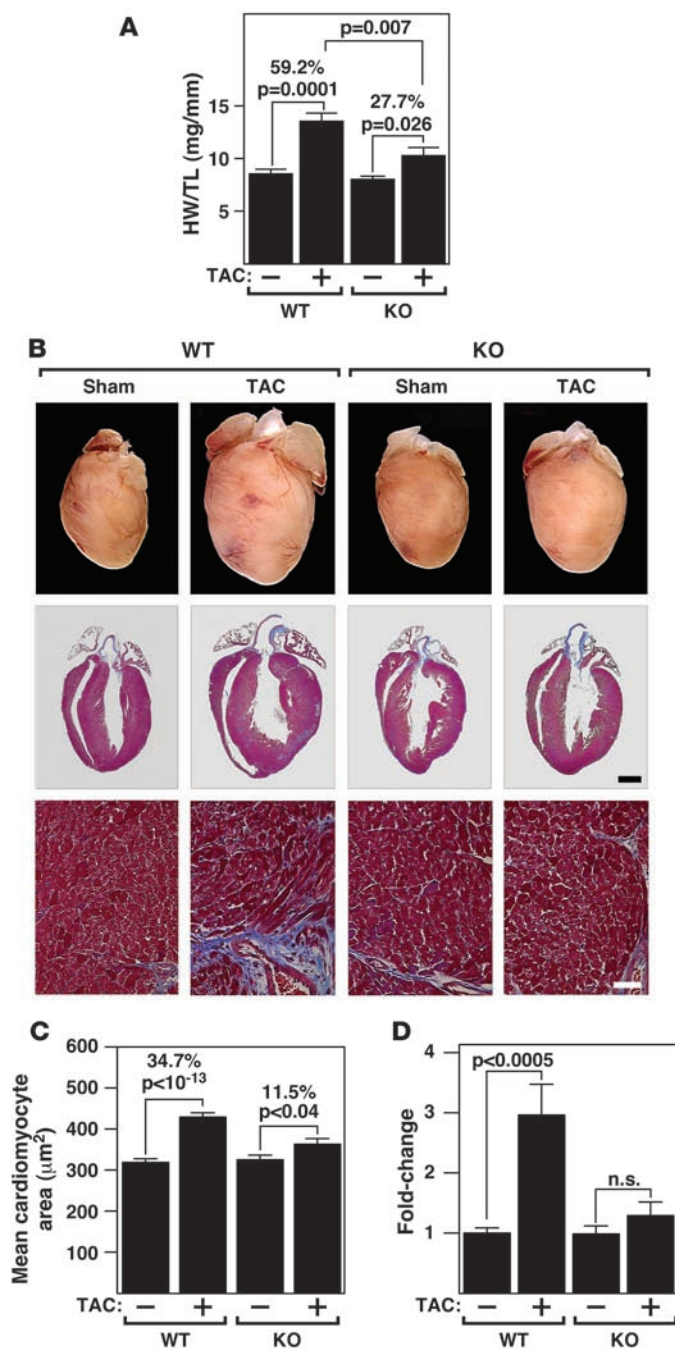 A
p=0.007
59.2%
p=0.0001
27.7%
p=0.026
HW/TL (mg/mm)
15
10
5
TAC: − + − +
WT KO
B
WT KO
Sham TAC Sham TAC
C
Mean cardiomyocyte
area (μm²)
600
500
400
300
200
100
34.7%
p<10⁻¹³
11.5%
p<0.04
TAC: − + − +
WT KO
D
Fold-change
4
3
2
1
p<0.0005
n.s.
TAC: − + − +
WT KO